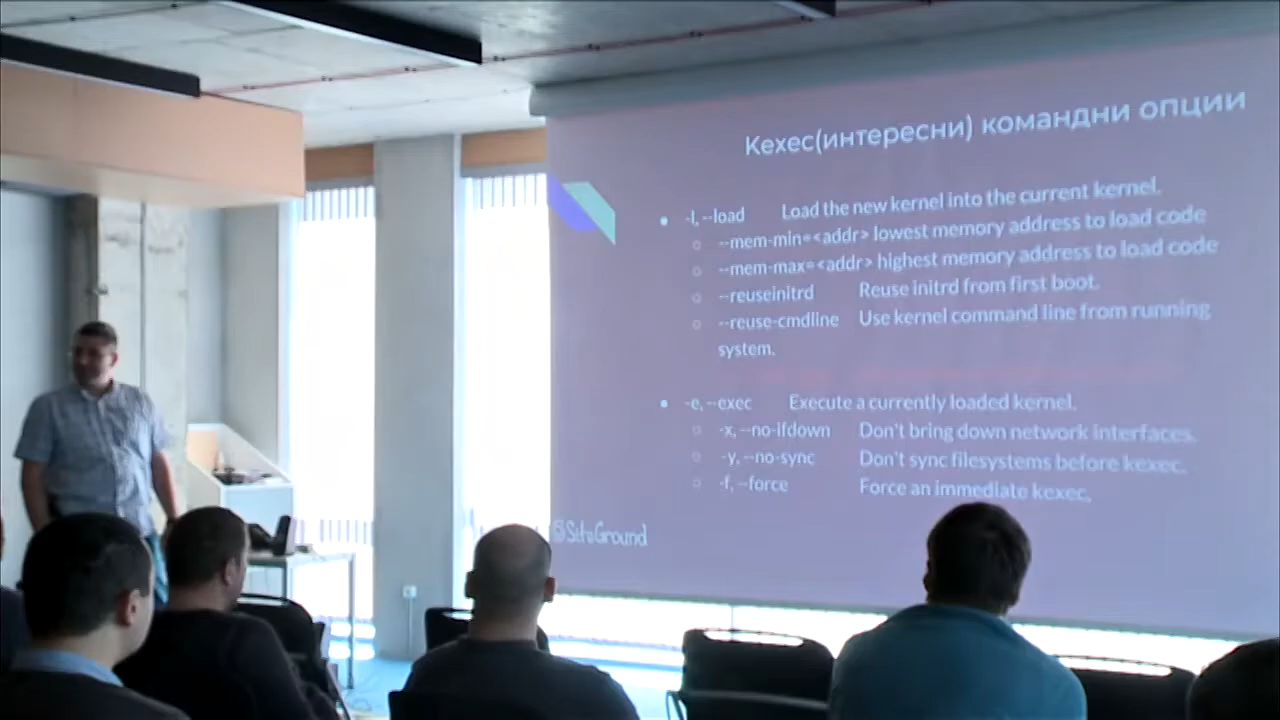 Kexec(интересни) командни опции
-l, --load Load the new kernel into the current kernel.
--mem-min=<addr> lowest memory address to load code
--mem-max=<addr> highest memory address to load code
--reuseinitrd Reuse initrd from first boot.
--reuse-cmdline Use kernel command line from running
system.
-e, --exec Execute a currently loaded kernel.
-x, --no-ifdown Don't bring down network interfaces.
-y, --no-sync Don't sync filesystems before kexec.
-f, --force Force an immediate kexec.
@SiteGround